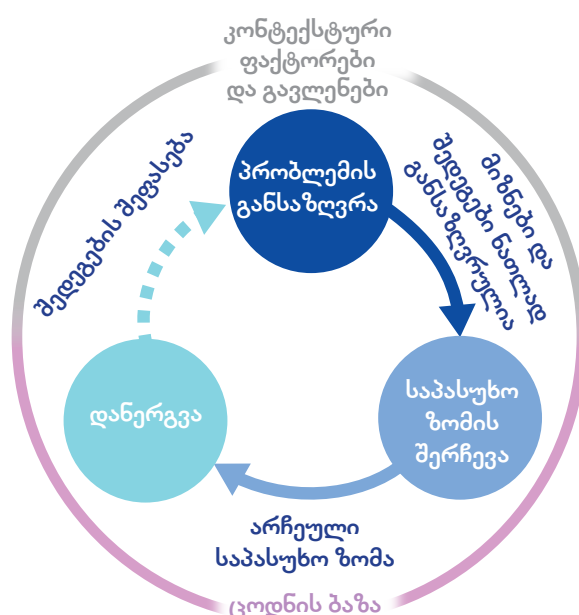 კონტექსტური
ფაქტორები
და გავლენები
პრობლემის
განსაზღვრა
მიზნები და
შედეგები ნათლად
განსაზღვრულია
საპასუხო
ზომის
შერჩევა
არჩეული
საპასუხო ზომა
დანერგვა
შედეგების შეფასება
ცოდნის ბაზა